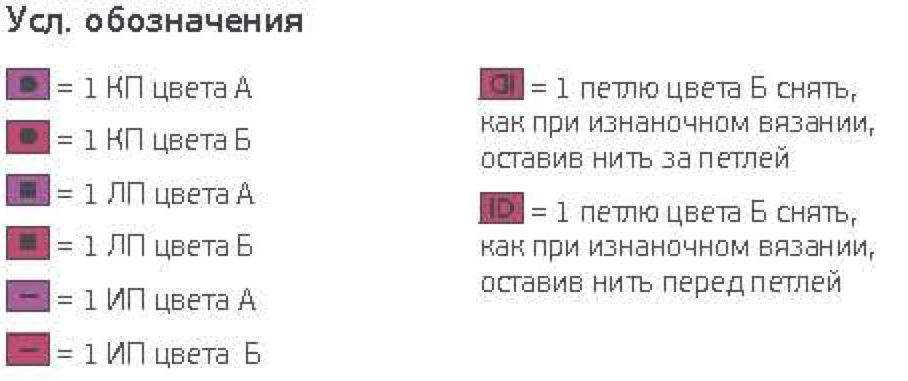 Усл. обозначения
= 1 КП цвета А
= 1 КП цвета Б
= 1 ЛП цвета А
= 1 ЛП цвета Б
= 1 ИП цвета А
= 1 ИП цвета Б
= 1 петлю цвета Б снять,
как при изнаночном вязании,
оставив нить за петлей
= 1 петлю цвета Б снять,
как при изнаночном вязании,
оставив нить перед петлей